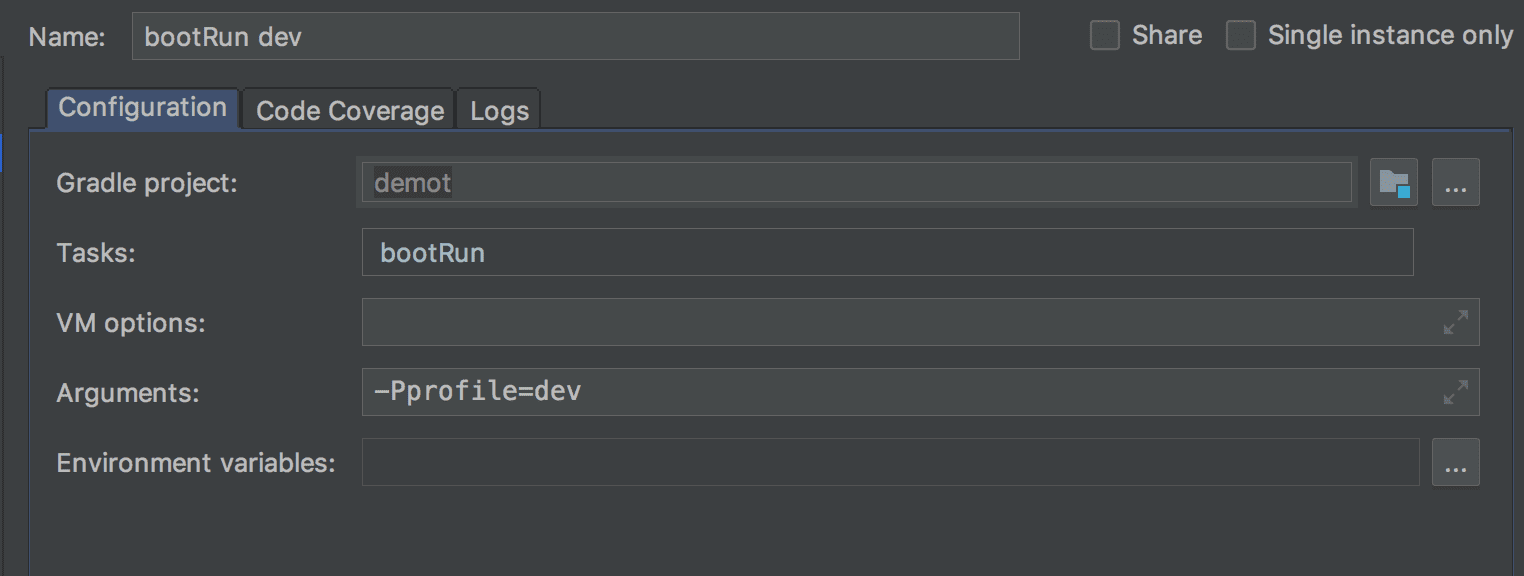 Name: bootRun dev Share Single instance only
Configuration Code Coverage Logs
Gradle project: demot ...
Tasks: bootRun
VM options:
Arguments: -Pprofile=dev
Environment variables: ...